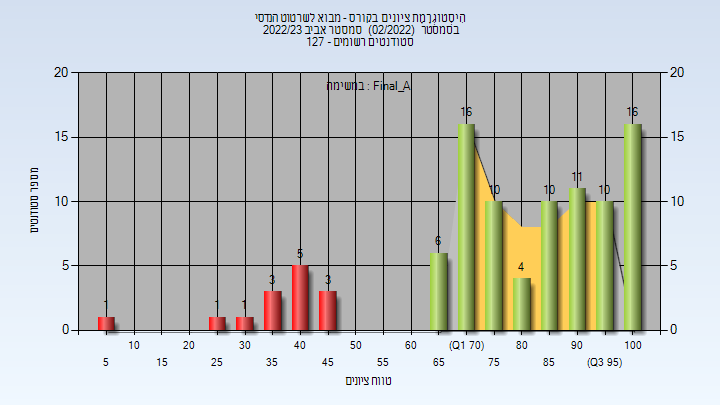 היסטוגרמת ציונים בקורס - מבוא לשרטוט הנדסי
בסמסטר (02/2022) סמסטר אביב 2022/23
סטודנטים רשומים - 127
במשימה : Final_A
20 20
15 15
10 10
5 5
0 0
מספר סטודנטים
1 1 1 3 5 3 6 16 10 4 10 11 10 16
10 20 30 40 50 60 (Q1 70) 80 90 100
5 15 25 35 45 55 65 75 85 (Q3 95)
טווח ציונים